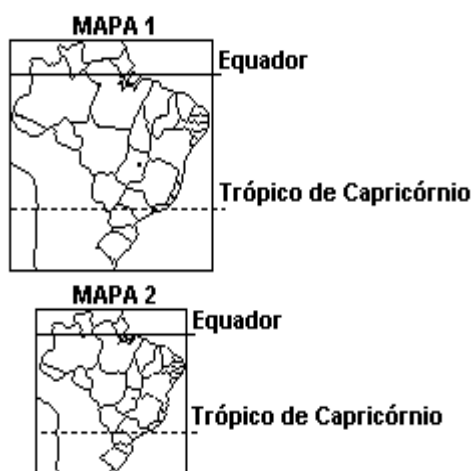 MAPA 1
Equador
Trópico de Capricórnio
MAPA 2
Equador
Trópico de Capricórnio